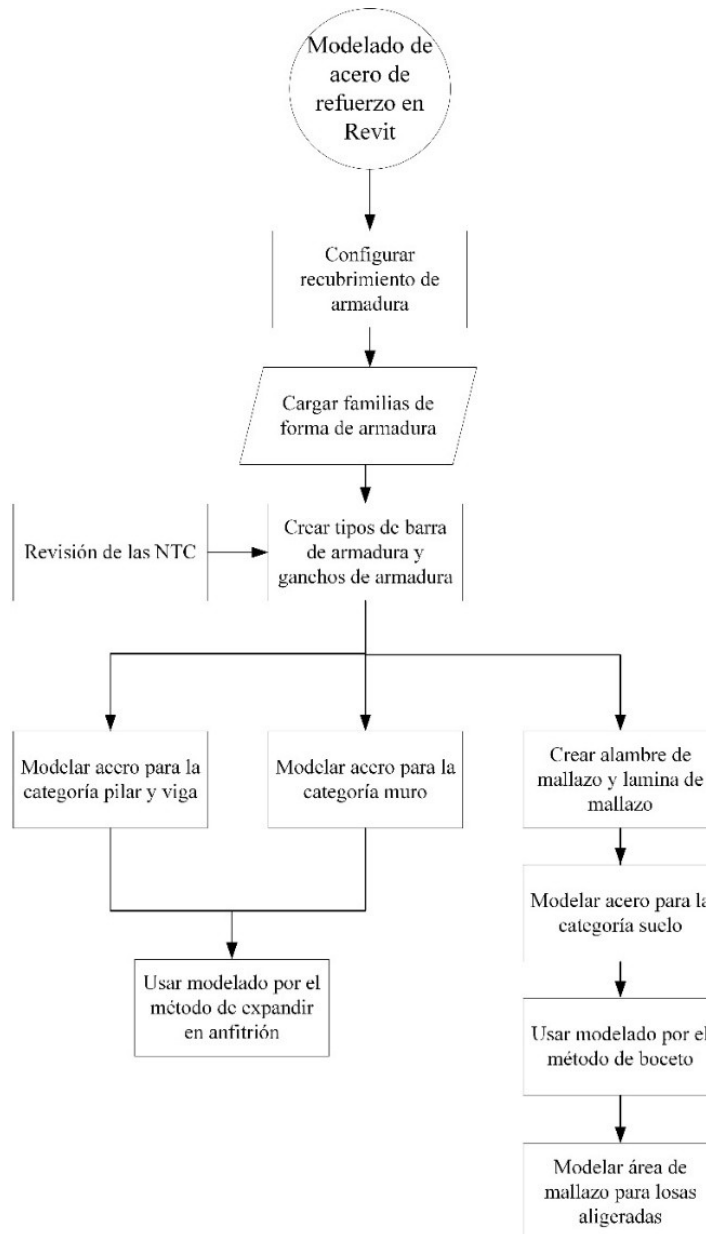 Modelado de
acero de
refuerzo en
Revit
Configurar
recubrimiento de
armadura
Cargar familias de
forma de armadura
Revisión de las NTC
Crear tipos de barra
de armadura y
ganchos de armadura
Modelar acero para la
categoría pilar y viga
Modelar acero para la
categoría muro
Crear alambre de
mallazo y lamina de
mallazo
Usar modelado por el
método de expandir
en anfitrión
Modelar acero para la
categoría suelo
Usar modelado por el
método de boceto
Modelar área de
mallazo para losas
aligeradas